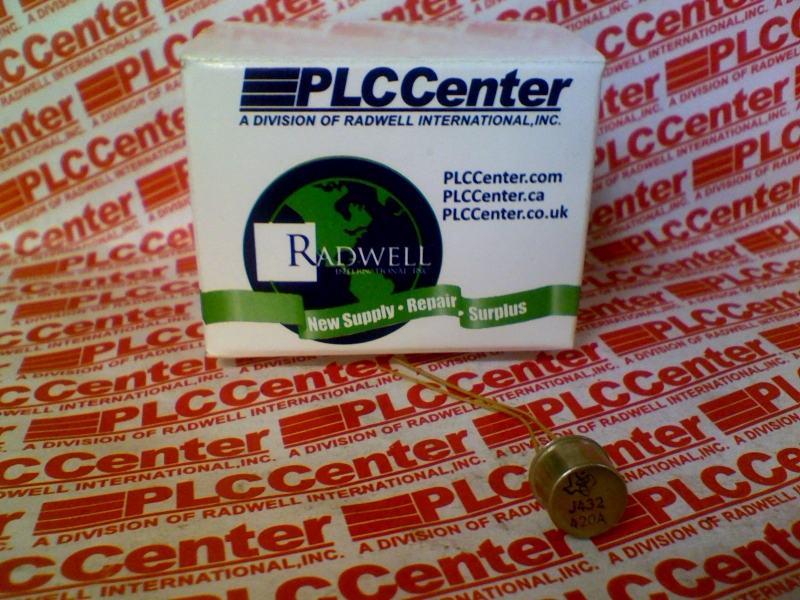 PLCCenter
A DIVISION OF RADWELL INTERNATIONAL, INC.
PLCCenter.com
PLCCenter.ca
PLCCenter.co.uk
RADWELL
INTERNATIONAL INC
New Supply • Repair • Surplus
J432
420A
PLCCenter
A DIVISION OF RADWELL INTERNATIONAL, INC.